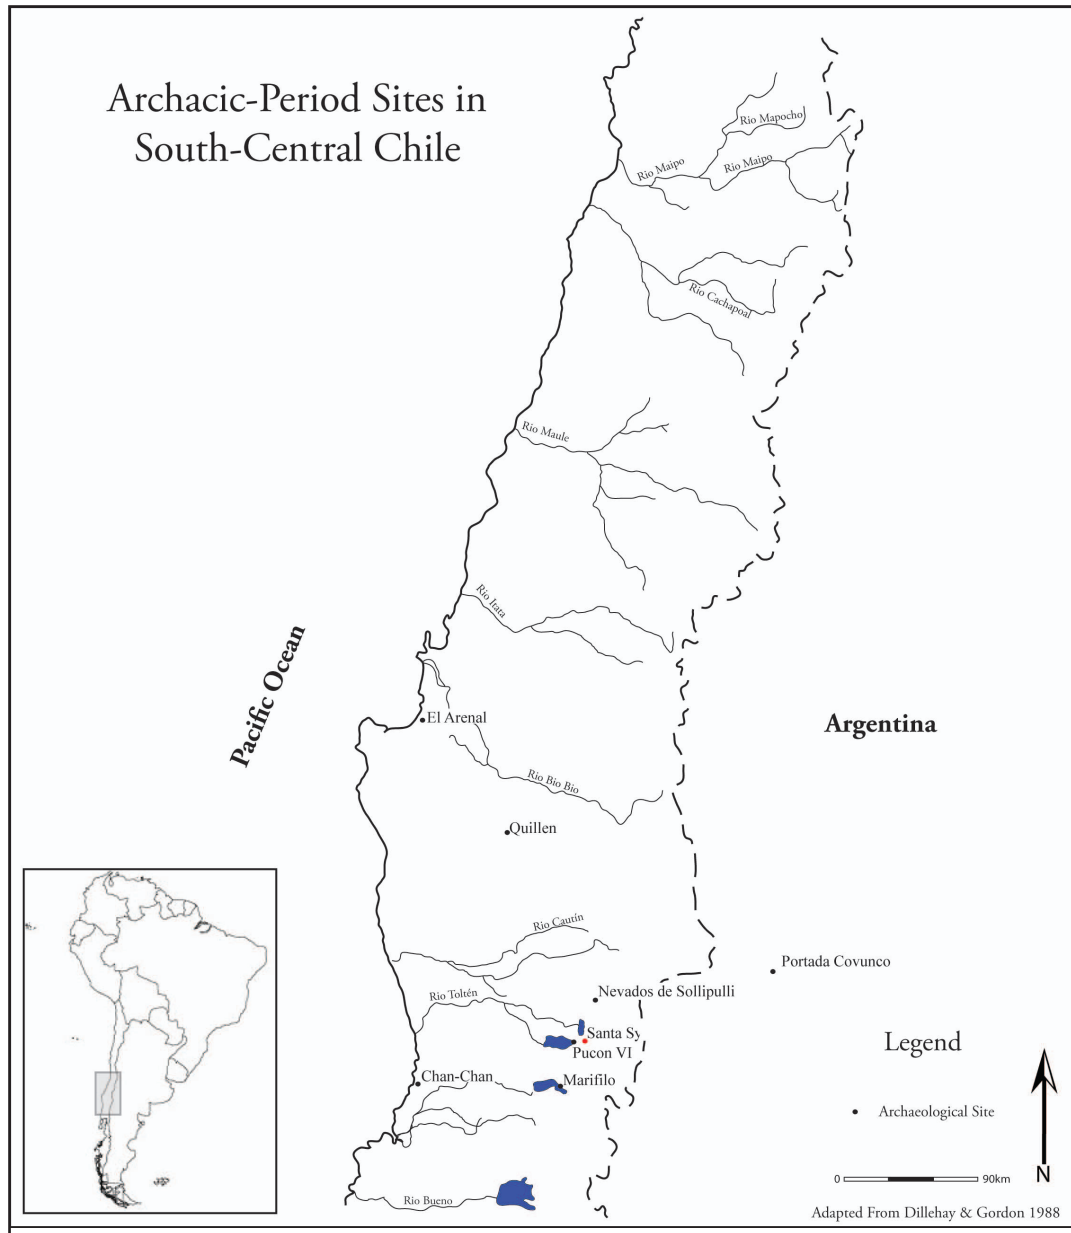 Archacic-Period Sites in
South-Central Chile
Rio Mapocho
Rio Maipo
Rio Maipo
Rio Cachapoal
Rio Maule
Rio Itata
Pacific Ocean
El Arenal
Argentina
Rio Bio Bio
Quillen
Rio Cautín
Portada Covunco
Rio Toltén
Nevados de Sollipulli
Santa Sy
Pucon VI
Legend
Chan-Chan
Marifilo
Archaeological Site
N
0
90km
Rio Bueno
Adapted From Dillehay & Gordon 1988